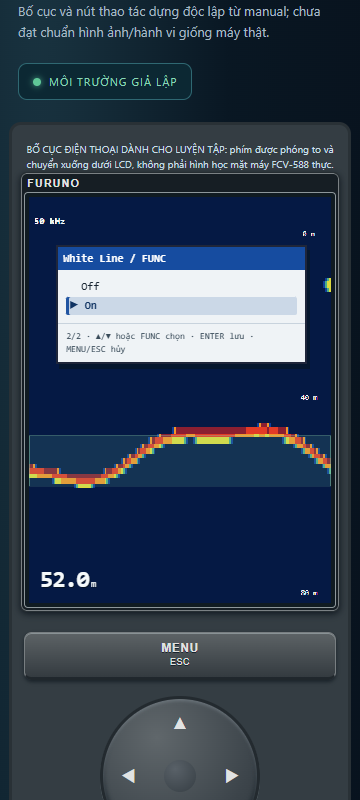 Bố cục và nút thao tác dựng độc lập từ manual; chưa
đạt chuẩn hình ảnh/hành vi giống máy thật.
MÔI TRƯỜNG GIẢ LẬP
BỐ CỤC ĐIỆN THOẠI DÀNH CHO LUYỆN TẬP: phím được phóng to và
chuyển xuống dưới LCD, không phải hình học mặt máy FCV-588 thực.
FURUNO
50 kHz
0 m
White Line / FUNC
Off
▶ On
2/2 · ▲/▼ hoặc FUNC chọn · ENTER lưu ·
MENU/ESC hủy
40 m
52.0m
80 m
MENU
ESC
▲
◀ ▶